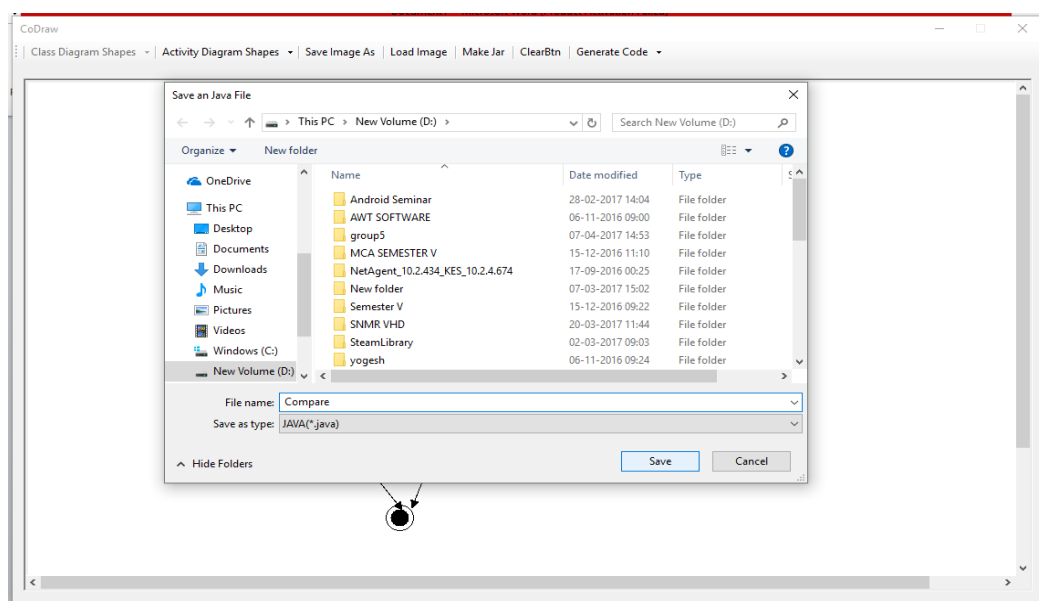 CoDraw
Class Diagram Shapes Activity Diagram Shapes Save Image As Load Image Make Jar ClearBtn Generate Code
Save an Java File
This PC New Volume (D:)
Search New Volume (D:)
Organize New folder
Name Date modified Type
OneDrive
This PC
Desktop
Documents
Downloads
Music
Pictures
Videos
Windows (C:)
New Volume (D:)
Android Seminar 28-02-2017 14:04 File folder
AWT SOFTWARE 06-11-2016 09:00 File folder
group5 07-04-2017 14:53 File folder
MCA SEMESTER V 15-12-2016 11:10 File folder
NetAgent_10.2.434_KES_10.2.4.674 17-09-2016 00:25 File folder
New folder 07-03-2017 15:02 File folder
Semester V 15-12-2016 09:22 File folder
SNMR VHD 20-03-2017 11:44 File folder
SteamLibrary 02-03-2017 09:03 File folder
yogesh 06-11-2016 09:24 File folder
File name: Compare
Save as type: JAVA(*.java)
Hide Folders
Save Cancel